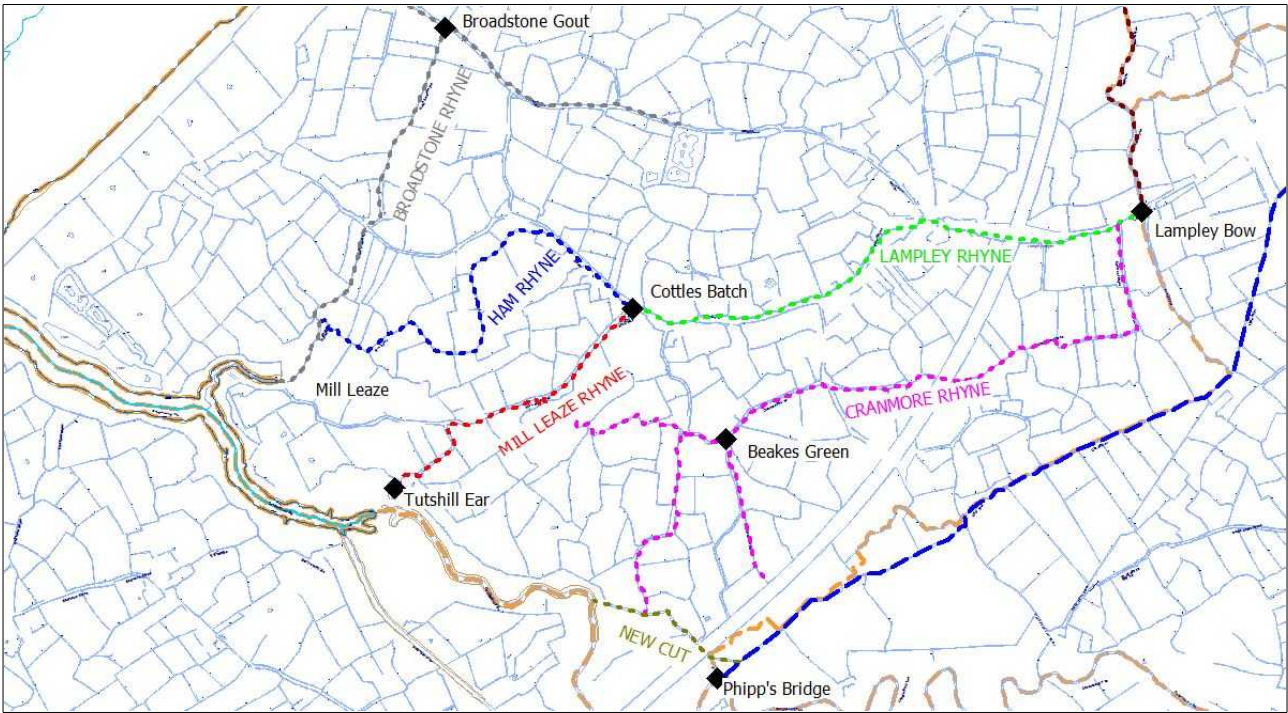 Broadstone Gout
BROADSTONE RHYNE
Lampley Bow
LAMPLEY RHYNE
HAM RHYNE
Cottles Batch
Mill Leaze
MILL LEAZE RHYNE
CRANMORE RHYNE
Beakes Green
Tutshill Ear
NEW CUT
Phipp's Bridge